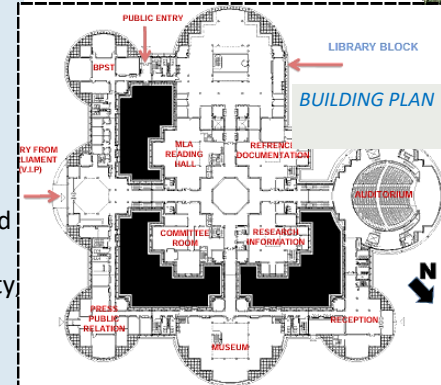 PUBLIC ENTRY
LIBRARY BLOCK
BPST
BUILDING PLAN
MLA
READING
HALL
REFRENCE
DOCUMENTATION
RY FROM
LIAMENT
(V.I.P)
AUDITORIUM
d
COMMITTEE
ROOM
RESEARCH
INFORMATION
ty,
N
PRESS
PUBLIC
RELATION
RECEPTION
MUSEUM